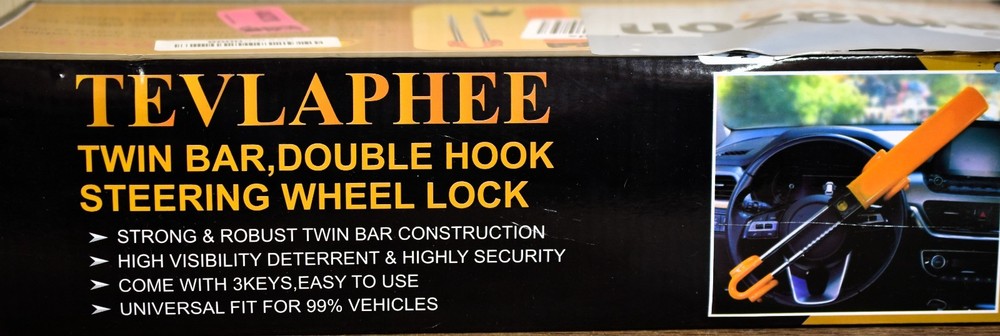 amazon
TEVLAPHEE
TWIN BAR,DOUBLE HOOK
STEERING WHEEL LOCK
➤ STRONG & ROBUST TWIN BAR CONSTRUCTION
➤ HIGH VISIBILITY DETERRENT & HIGHLY SECURITY
➤ COME WITH 3KEYS,EASY TO USE
➤ UNIVERSAL FIT FOR 99% VEHICLES